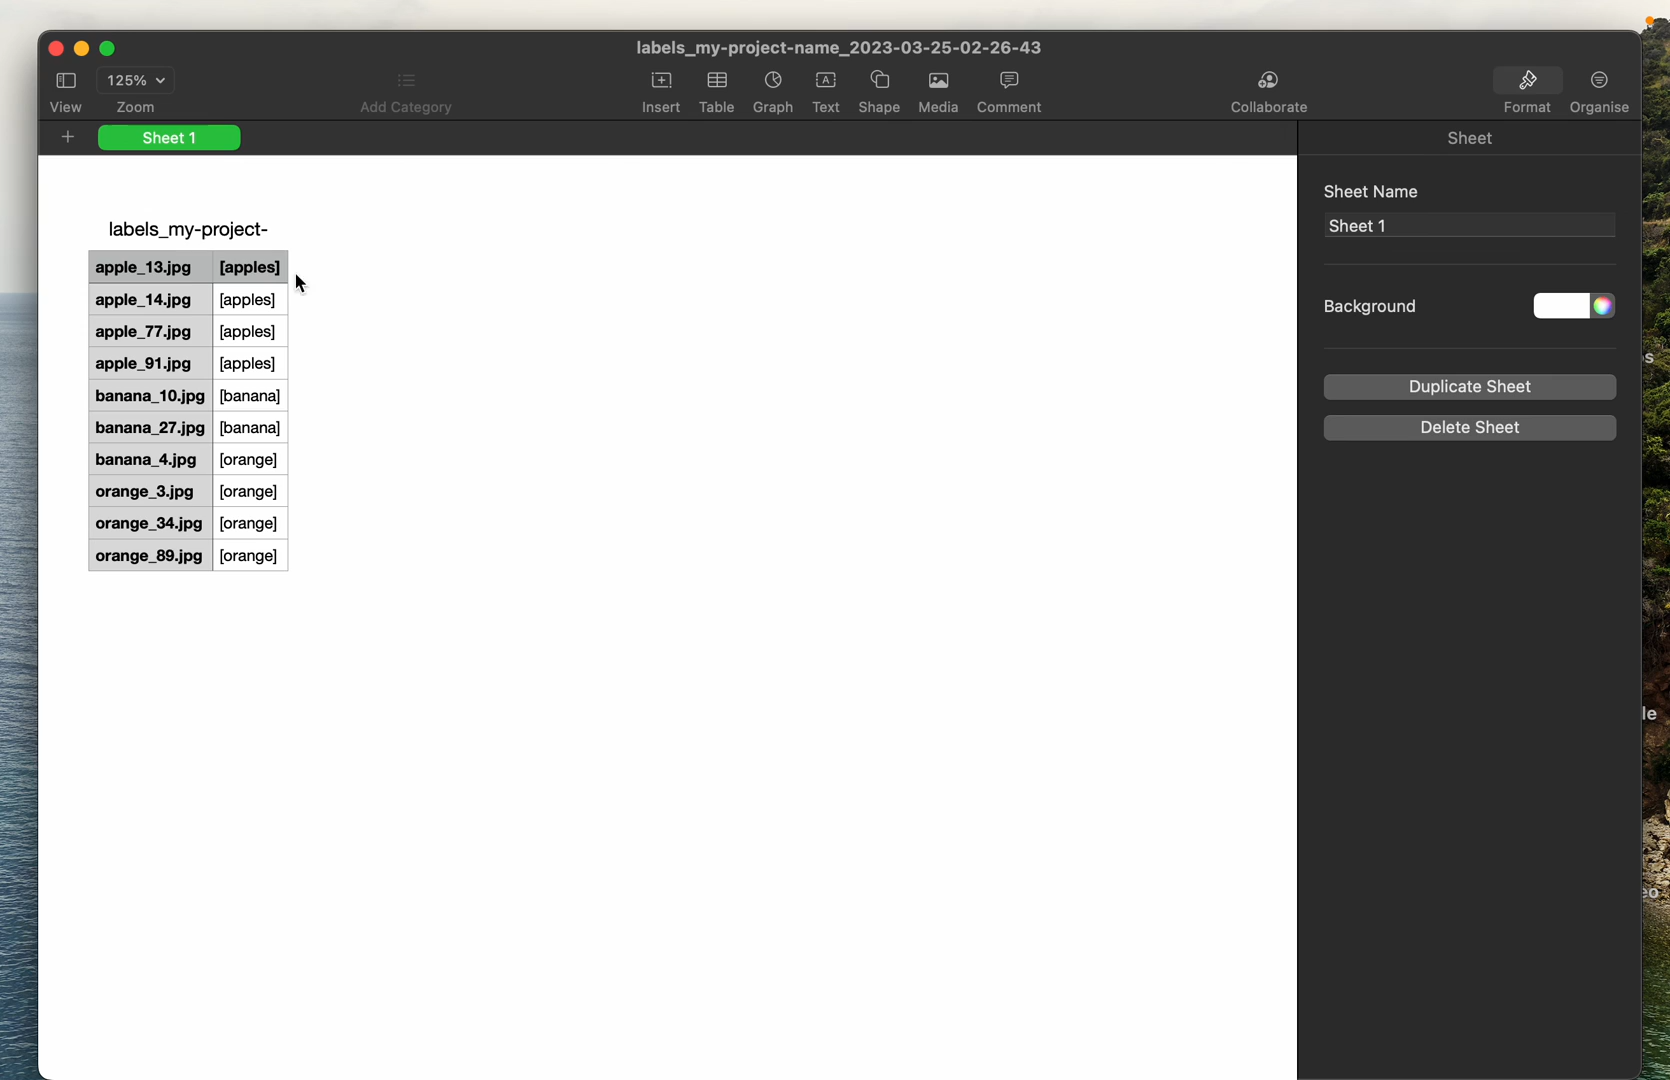 labels_my-project-name_2023-03-25-02-26-43
125%
View
Zoom
Add Category
Insert
Table
Graph
Text
Shape
Media
Comment
Collaborate
Format
Organise
+ Sheet 1
Sheet
labels_my-project-
apple_13.jpg [apples]
apple_14.jpg [apples]
apple_77.jpg [apples]
apple_91.jpg [apples]
banana_10.jpg [banana]
banana_27.jpg [banana]
banana_4.jpg [orange]
orange_3.jpg [orange]
orange_34.jpg [orange]
orange_89.jpg [orange]
Sheet Name
Sheet 1
Background
Duplicate Sheet
Delete Sheet